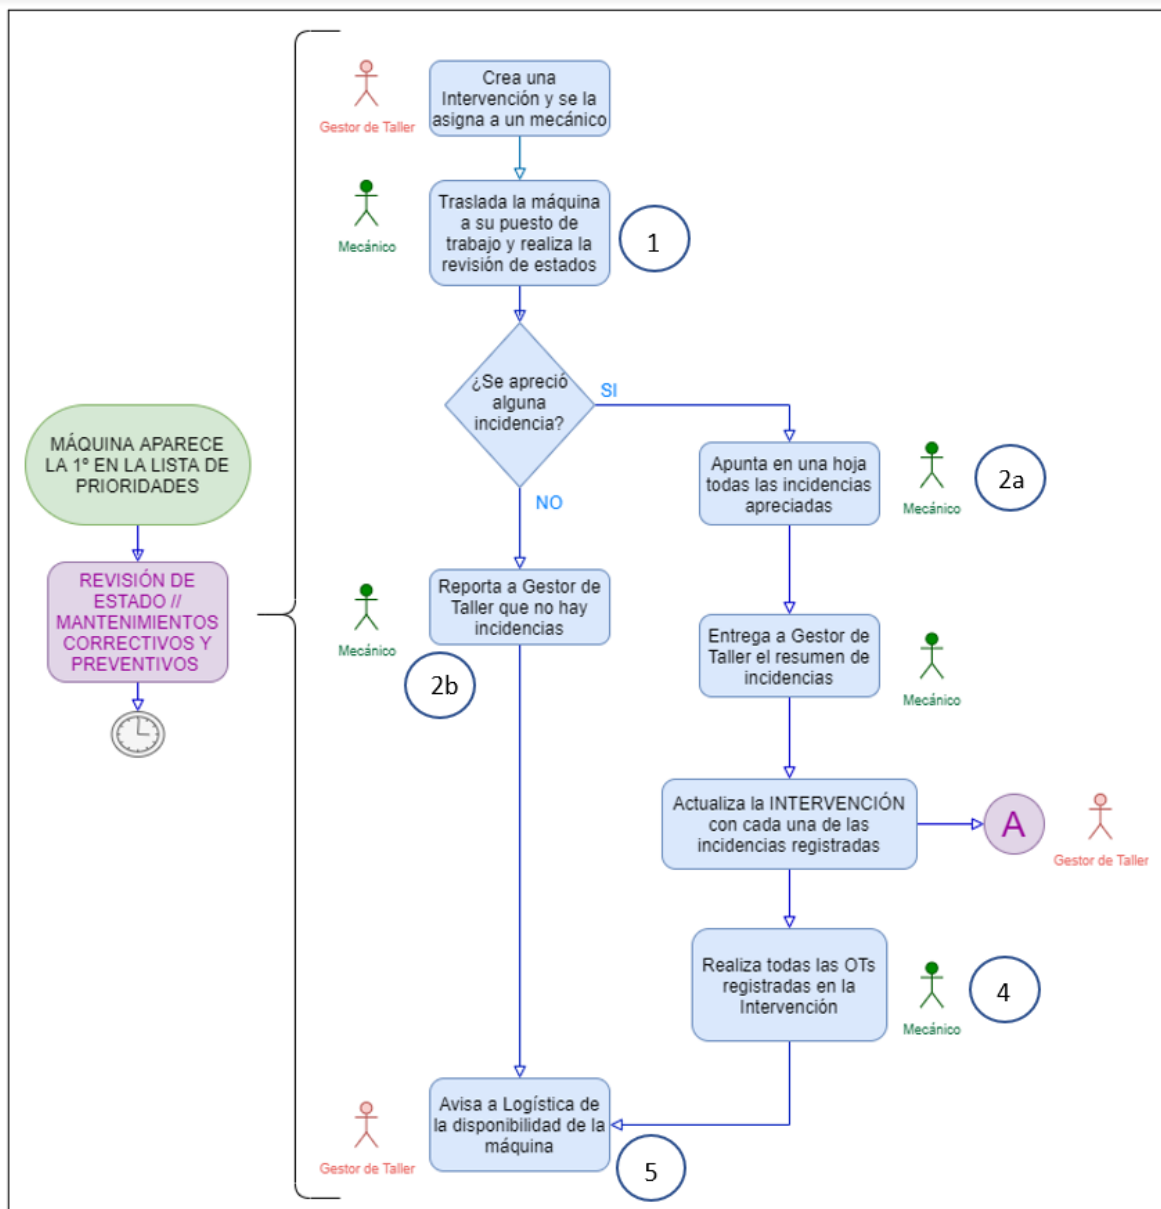 MÁQUINA APARECE
LA 1º EN LA LISTA DE
PRIORIDADES
REVISIÓN DE
ESTADO //
MANTENIMIENTOS
CORRECTIVOS Y
PREVENTIVOS
Crea una
Intervención y se la
asigna a un mecánico
Gestor de Taller
Traslada la máquina
a su puesto de
trabajo y realiza la
revisión de estados
Mecánico
1
¿Se apreció
alguna
incidencia?
SI
NO
Apunta en una hoja
todas las incidencias
apreciadas
Mecánico
2a
Reporta a Gestor de
Taller que no hay
incidencias
Mecánico
2b
Entrega a Gestor de
Taller el resumen de
incidencias
Mecánico
Actualiza la INTERVENCIÓN
con cada una de las
incidencias registradas
A
Gestor de Taller
Realiza todas las OTs
registradas en la
Intervención
Mecánico
4
Avisa a Logística de
la disponibilidad de la
máquina
Gestor de Taller
5